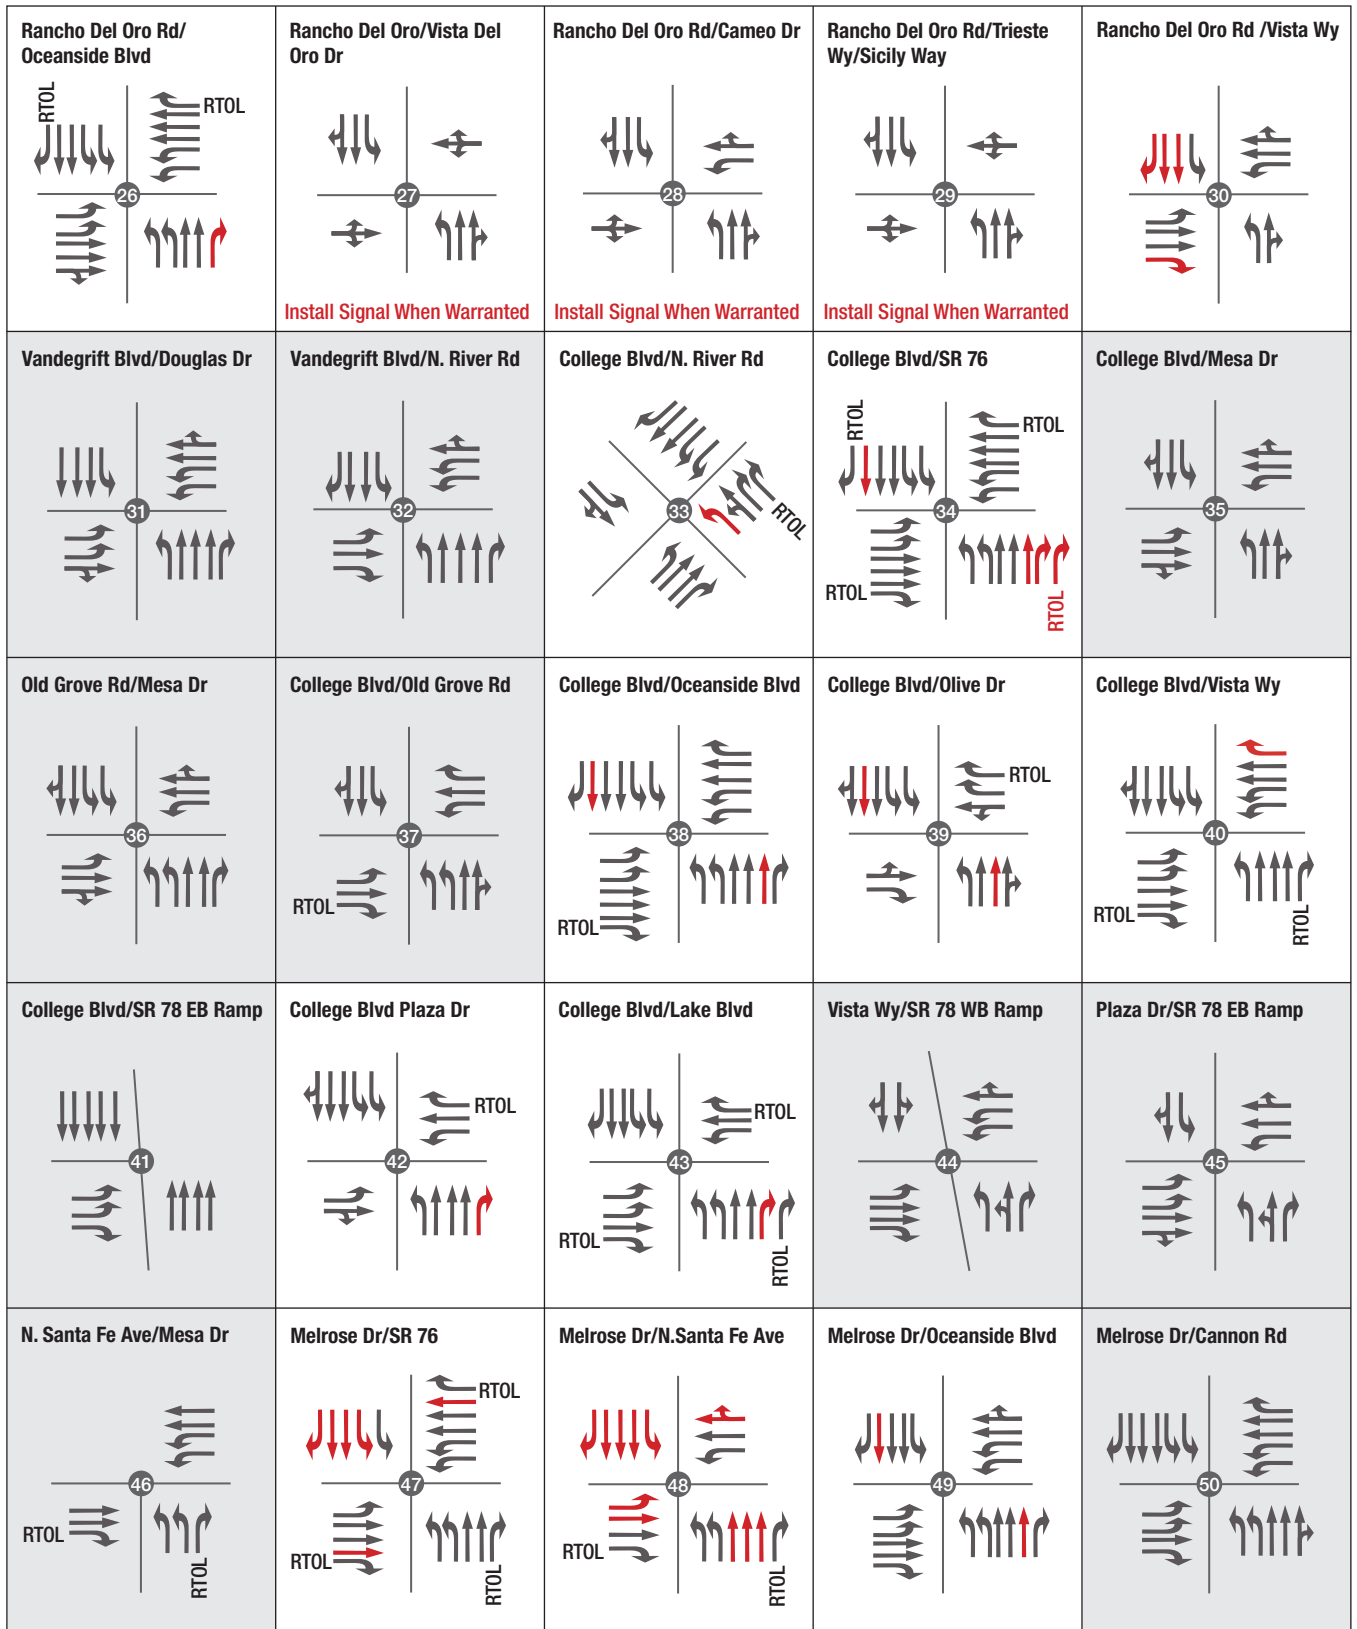 Rancho Del Oro Rd/
Oceanside Blvd
RTOL
RTOL
26
Rancho Del Oro/Vista Del
Oro Dr
27
Install Signal When Warranted
Rancho Del Oro Rd/Cameo Dr
28
Install Signal When Warranted
Rancho Del Oro Rd/Trieste
Wy/Sicily Way
29
Install Signal When Warranted
Rancho Del Oro Rd /Vista Wy
30
Vandegrift Blvd/Douglas Dr
31
Vandegrift Blvd/N. River Rd
32
College Blvd/N. River Rd
33
RTOL
College Blvd/SR 76
RTOL
RTOL
34
RTOL
RTOL
College Blvd/Mesa Dr
35
Old Grove Rd/Mesa Dr
36
College Blvd/Old Grove Rd
37
RTOL
College Blvd/Oceanside Blvd
38
RTOL
College Blvd/Olive Dr
RTOL
39
College Blvd/Vista Wy
40
RTOL
RTOL
College Blvd/SR 78 EB Ramp
41
College Blvd Plaza Dr
RTOL
42
College Blvd/Lake Blvd
RTOL
43
RTOL
RTOL
Vista Wy/SR 78 WB Ramp
44
Plaza Dr/SR 78 EB Ramp
45
N. Santa Fe Ave/Mesa Dr
46
RTOL
RTOL
Melrose Dr/SR 76
RTOL
47
RTOL
RTOL
Melrose Dr/N.Santa Fe Ave
48
RTOL
RTOL
Melrose Dr/Oceanside Blvd
49
Melrose Dr/Cannon Rd
50